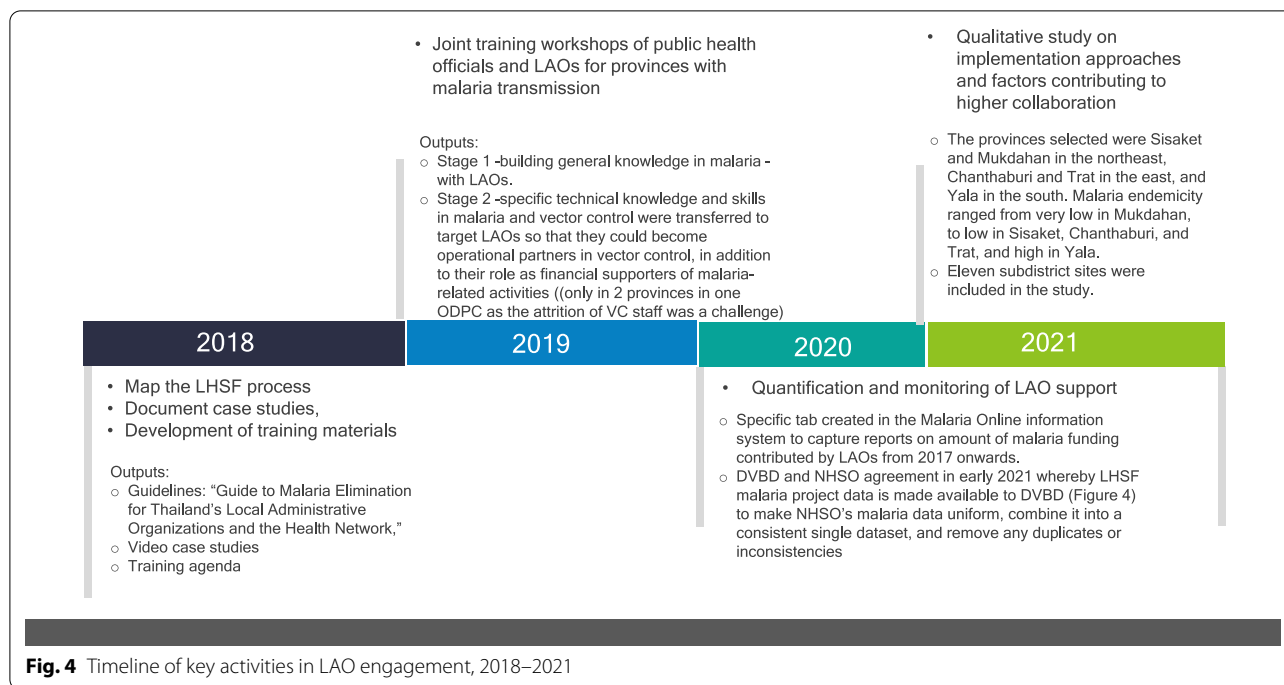 • Joint training workshops of public health
officials and LAOs for provinces with
malaria transmission
Outputs:
○ Stage 1 -building general knowledge in malaria -
with LAOs.
○ Stage 2 -specific technical knowledge and skills
in malaria and vector control were transferred to
target LAOs so that they could become
operational partners in vector control, in addition
to their role as financial supporters of malaria-
related activities ((only in 2 provinces in one
ODPC as the attrition of VC staff was a challenge)
• Qualitative study on
implementation approaches
and factors contributing to
higher collaboration
○ The provinces selected were Sisaket
and Mukdahan in the northeast,
Chanthaburi and Trat in the east, and
Yala in the south. Malaria endemicity
ranged from very low in Mukdahan,
to low in Sisaket, Chanthaburi, and
Trat, and high in Yala.
○ Eleven subdistrict sites were
included in the study.
2018
2019
2020
2021
• Map the LHSF process
• Document case studies,
• Development of training materials
Outputs:
○ Guidelines: “Guide to Malaria Elimination
for Thailand’s Local Administrative
Organizations and the Health Network,”
○ Video case studies
○ Training agenda
• Quantification and monitoring of LAO support
○ Specific tab created in the Malaria Online information
system to capture reports on amount of malaria funding
contributed by LAOs from 2017 onwards.
○ DVBD and NHSO agreement in early 2021 whereby LHSF
malaria project data is made available to DVBD (Figure 4)
to make NHSO’s malaria data uniform, combine it into a
consistent single dataset, and remove any duplicates or
inconsistencies
Fig. 4 Timeline of key activities in LAO engagement, 2018–2021